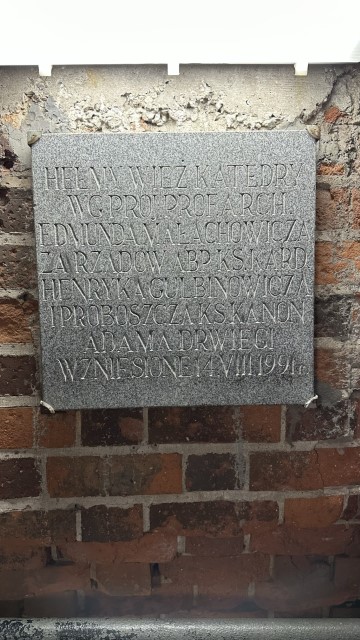 HEŁMY WIEŻ KATEDRY
WG. PROJ. PROF. ARCH.
EDMUNDA MAŁACHOWICZA
ZA RZĄDÓW ABP. KS. KARD.
HENRYKA GULBINOWICZA
I PROBOSZCZA KS. KANON
ADAMA DRWIĘGI
WZNIESIONE 14.VIII 1991 r.